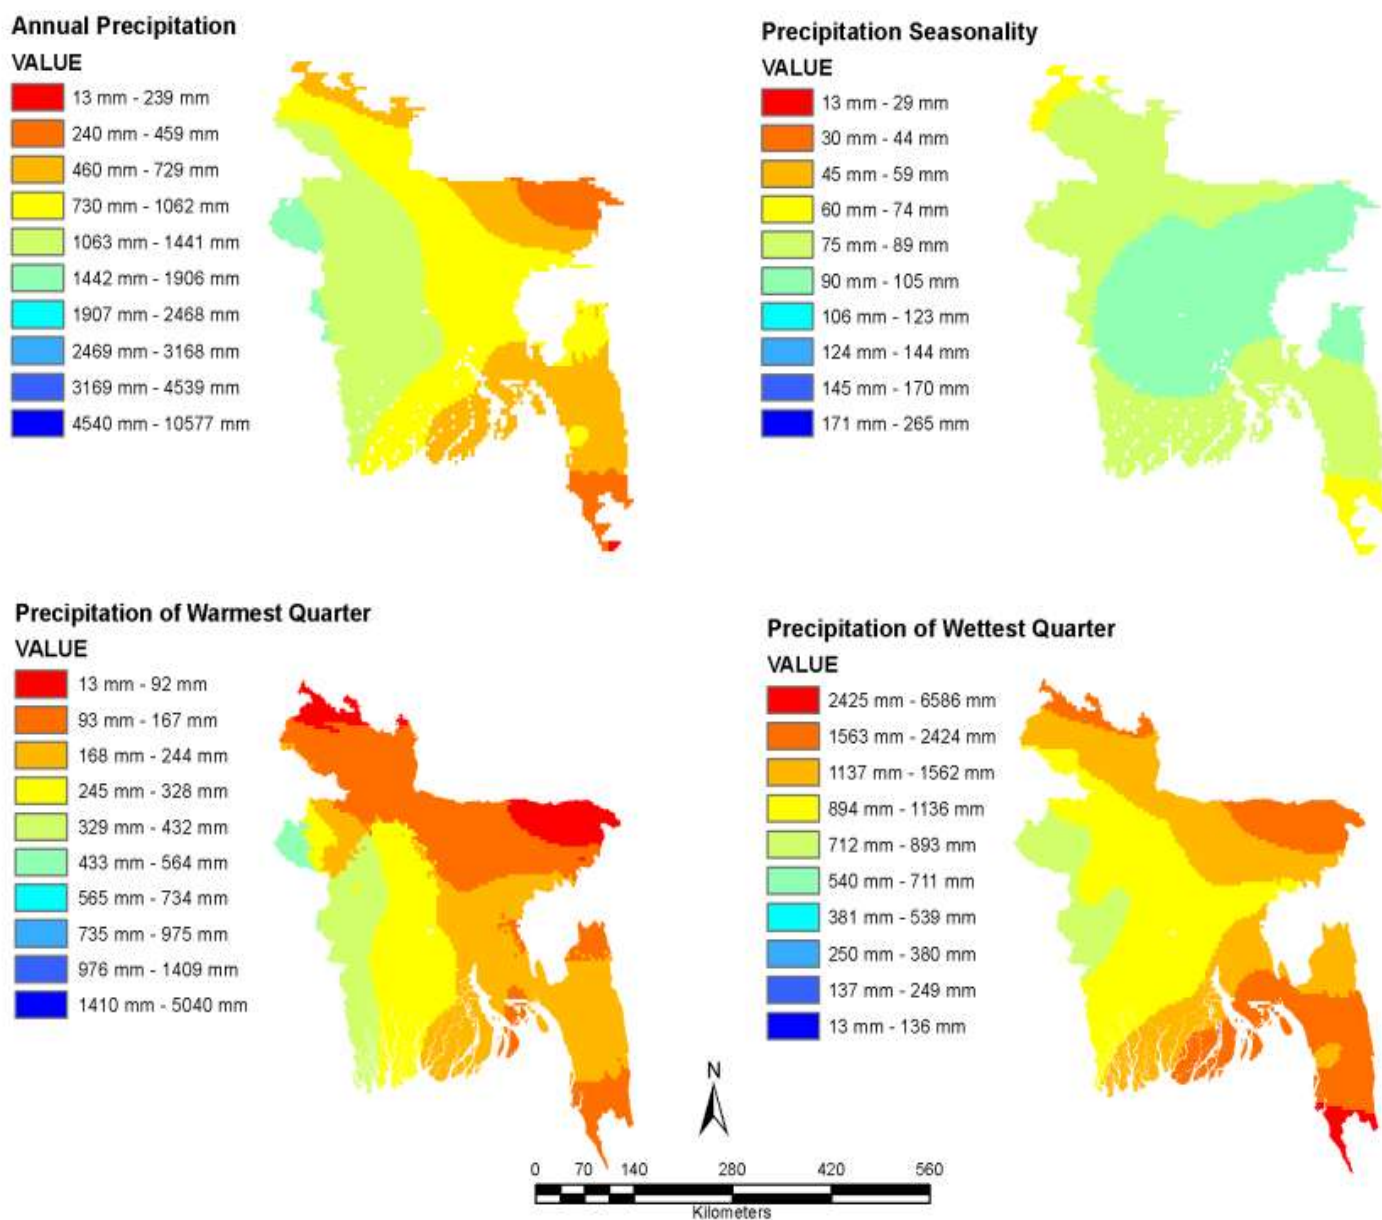 Annual Precipitation
VALUE
13 mm - 239 mm
240 mm - 459 mm
460 mm - 729 mm
730 mm - 1062 mm
1063 mm - 1441 mm
1442 mm - 1906 mm
1907 mm - 2468 mm
2469 mm - 3168 mm
3169 mm - 4539 mm
4540 mm - 10577 mm
Precipitation Seasonality
VALUE
13 mm - 29 mm
30 mm - 44 mm
45 mm - 59 mm
60 mm - 74 mm
75 mm - 89 mm
90 mm - 105 mm
106 mm - 123 mm
124 mm - 144 mm
145 mm - 170 mm
171 mm - 265 mm
Precipitation of Warmest Quarter
VALUE
13 mm - 92 mm
93 mm - 167 mm
168 mm - 244 mm
245 mm - 328 mm
329 mm - 432 mm
433 mm - 564 mm
565 mm - 734 mm
735 mm - 975 mm
976 mm - 1409 mm
1410 mm - 5040 mm
Precipitation of Wettest Quarter
VALUE
2425 mm - 6586 mm
1563 mm - 2424 mm
1137 mm - 1562 mm
894 mm - 1136 mm
712 mm - 893 mm
540 mm - 711 mm
381 mm - 539 mm
250 mm - 380 mm
137 mm - 249 mm
13 mm - 136 mm
N
0 70 140 280 420 560
Kilometers